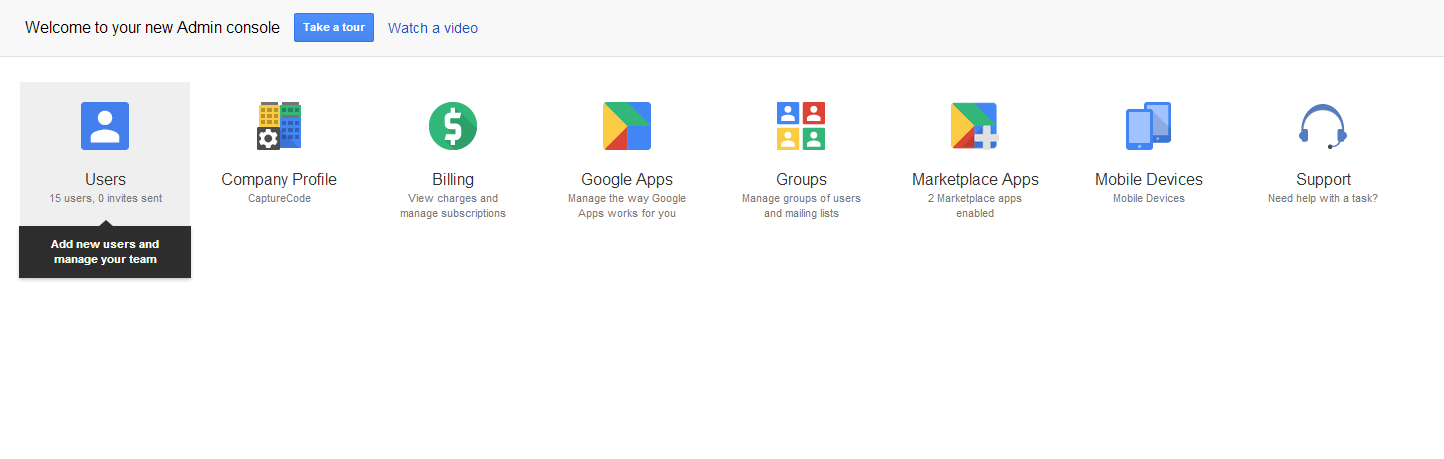 Welcome to your new Admin console Take a tour Watch a video
Users
15 users, 0 invites sent
Add new users and
manage your team
Company Profile
CaptureCode
Billing
View charges and
manage subscriptions
Google Apps
Manage the way Google
Apps works for you
Groups
Manage groups of users
and mailing lists
Marketplace Apps
2 Marketplace apps
enabled
Mobile Devices
Mobile Devices
Support
Need help with a task?